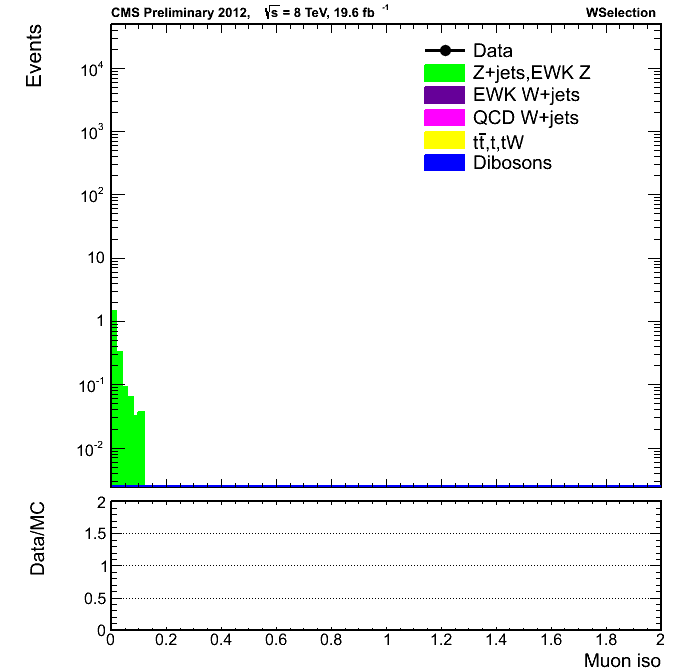 CMS Preliminary 2012, √s = 8 TeV, 19.6 fb⁻¹ WSelection
Events
Data
Z+jets,EWK Z
EWK W+jets
QCD W+jets
tt̄,t,tW
Dibosons
10⁴
10³
10²
10
1
10⁻¹
10⁻²
Data/MC
2
1.5
1
0.5
0
0 0.2 0.4 0.6 0.8 1 1.2 1.4 1.6 1.8 2
Muon iso